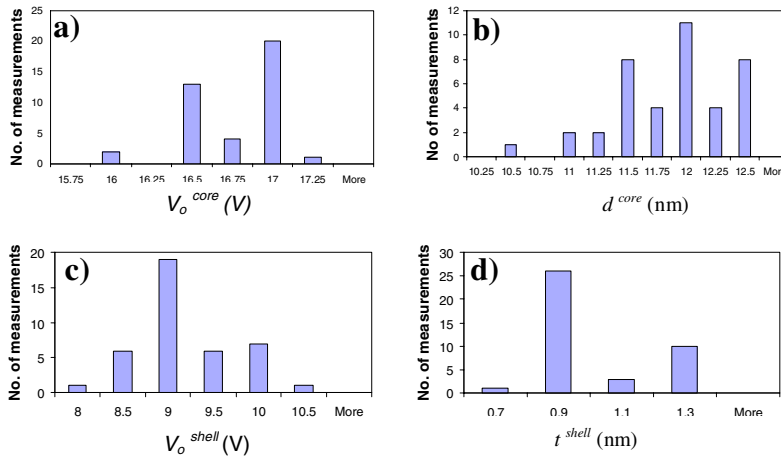 a)
No. of measurements
25
20
15
10
5
0
15.75 16 16.25 16.5 16.75 17 17.25 More
Vo core (V)
b)
No. of measurements
12
10
8
6
4
2
0
10.25 10.5 10.75 11 11.25 11.5 11.75 12 12.25 12.5 More
d core (nm)
c)
No. of measurements
20
15
10
5
0
8 8.5 9 9.5 10 10.5 More
Vo shell (V)
d)
No. of measurements
30
25
20
15
10
5
0
0.7 0.9 1.1 1.3 More
t shell (nm)